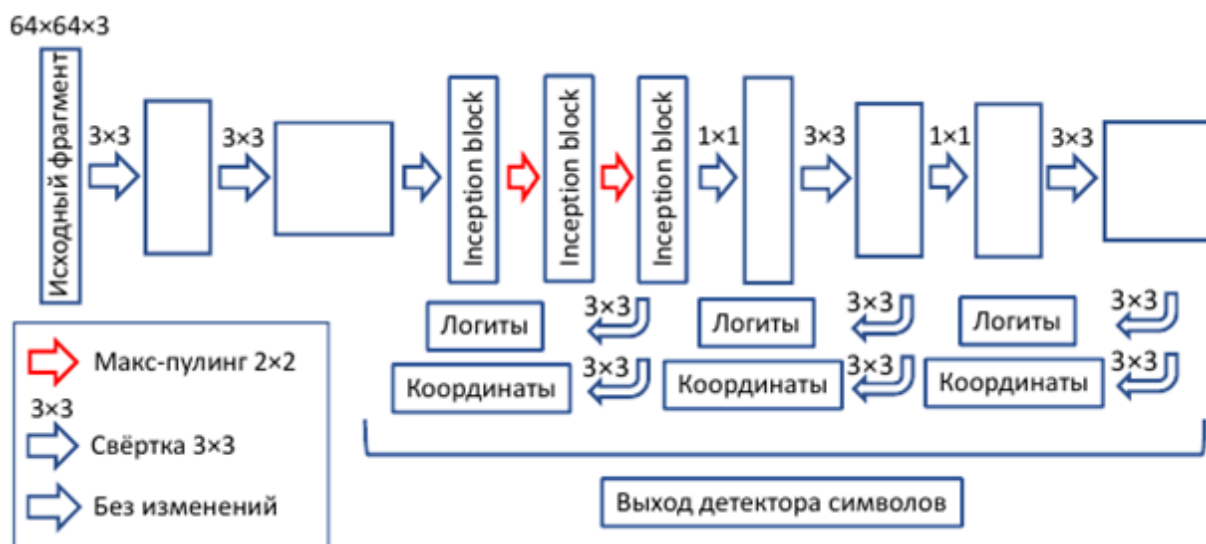 64×64×3
Исходный фрагмент
3×3
3×3
Inception block
Inception block
Inception block
1×1
3×3
1×1
3×3
Логиты
3×3
Логиты
3×3
Логиты
3×3
Координаты
3×3
Координаты
3×3
Координаты
3×3
Макс-пулинг 2×2
3×3
Свёртка 3×3
Без изменений
Выход детектора символов